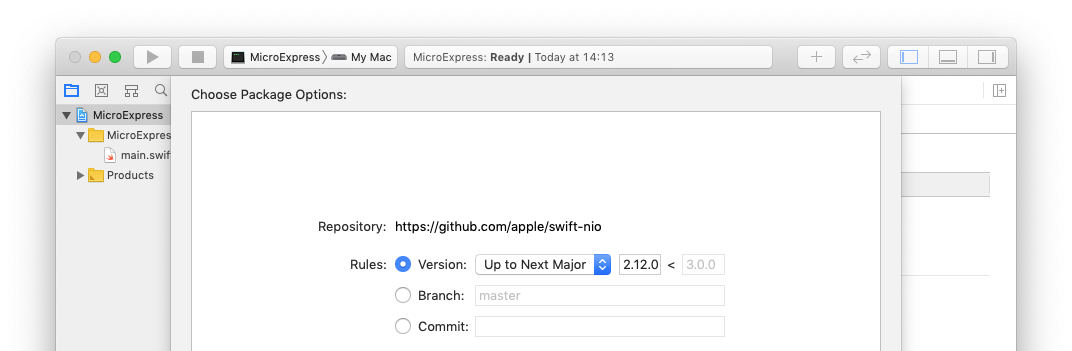 MicroExpress 〉 My Mac
MicroExpress: Ready | Today at 14:13
Choose Package Options:
MicroExpress
MicroExpres
main.swif
Products
Repository: https://github.com/apple/swift-nio
Rules: Version: Up to Next Major 2.12.0 < 3.0.0
Branch: master
Commit: